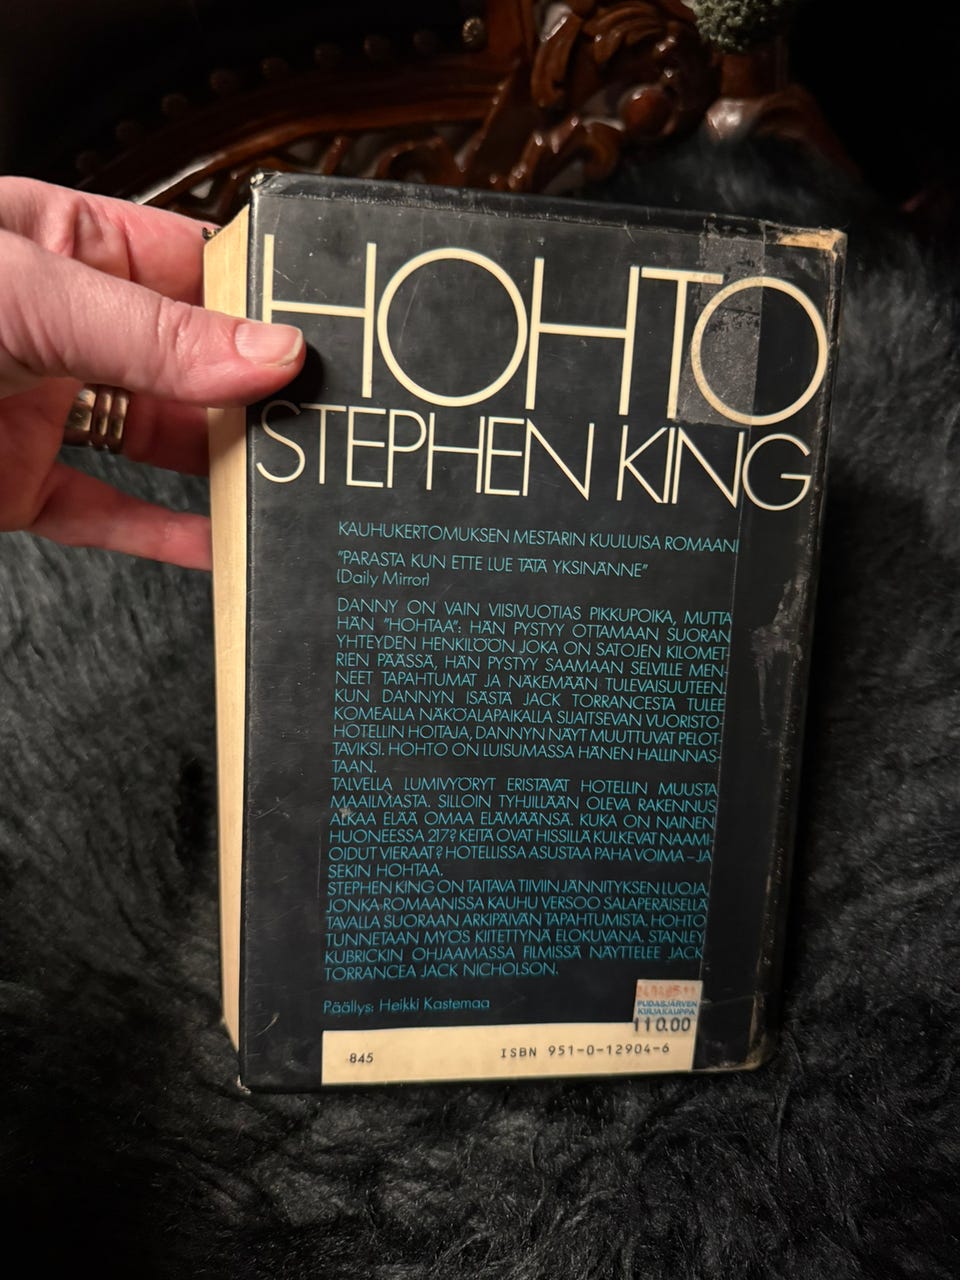 HOHTO
STEPHEN KING
KAUHUKERTOMUKSEN MESTARIN KUULUISA ROMAANI
"PARASTA KUN ETTE LUE TÄTÄ YKSINÄNNE"
(Daily Mirror)
DANNY ON VAIN VIISIVUOTIAS PIKKUPOIKA, MUTTA
HÄN "HOHTAA": HÄN PYSTYY OTTAMAAN SUORAN
YHTEYDEN HENKILÖÖN JOKA ON SATOJEN KILOMET-
RIEN PÄÄSSÄ, HÄN PYSTYY SAAMAAN SELVILLE MEN-
NEET TAPAHTUMAT JA NÄKEMÄÄN TULEVAISUUTEEN.
KUN DANNYN ISÄSTÄ JACK TORRANCESTA TULEE
KOMEALLA NÄKÖALAPAIKALLA SIJAITSEVAN VUORISTO-
HOTELLIN HOITAJA, DANNYN NÄYT MUUTTUVAT PELOT-
TAVIKSI. HOHTO ON LUISUMASSA HÄNEN HALLINNAS-
TAAN.
TALVELLA LUMIVYÖRYT ERISTÄVÄT HOTELLIN MUUSTA
MAAILMASTA. SILLOIN TYHJILLÄÄN OLEVA RAKENNUS
ALKAA ELÄÄ OMAA ELÄMÄÄNSÄ. KUKA ON NAINEN
HUONEESSA 217? KEITÄ OVAT HISSILLÄ KULKEVAT NAAMI-
OIDUT VIERAAT? HOTELLISSA ASUSTAA PAHA VOIMA – JA
SEKIN HOHTAA.
STEPHEN KING ON TAITAVA TIIVIIN JÄNNITYKSEN LUOJA,
JONKA ROMAANISSA KAUHU VERSOO SALAPERÄISELLÄ
TAVALLA SUORAAN ARKIPÄIVÄN TAPAHTUMISTA. HOHTO
TUNNETAAN MYÖS KIITETTYNÄ ELOKUVANA. STANLEY
KUBRICKIN OHJAAMASSA FILMISSÄ NÄYTTELEE JACK
TORRANCEA JACK NICHOLSON.
Päällys: Heikki Kastemaa
PUDASJÄRVEN
KIRJAKAUPPA
110.00
845
ISBN 951-0-12904-6